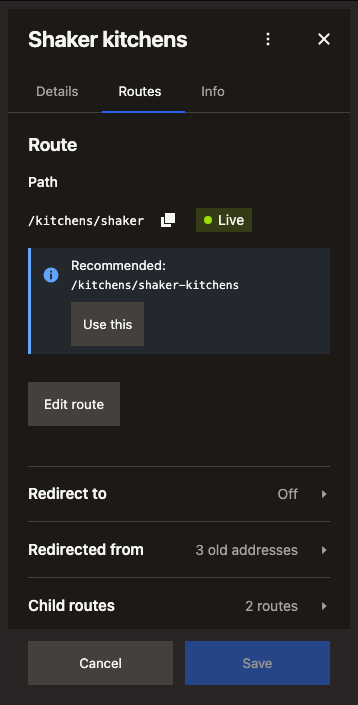 Shaker kitchens
Details Routes Info
Route
Path
/kitchens/shaker Live
Recommended:
/kitchens/shaker-kitchens
Use this
Edit route
Redirect to Off
Redirected from 3 old addresses
Child routes 2 routes
Cancel Save